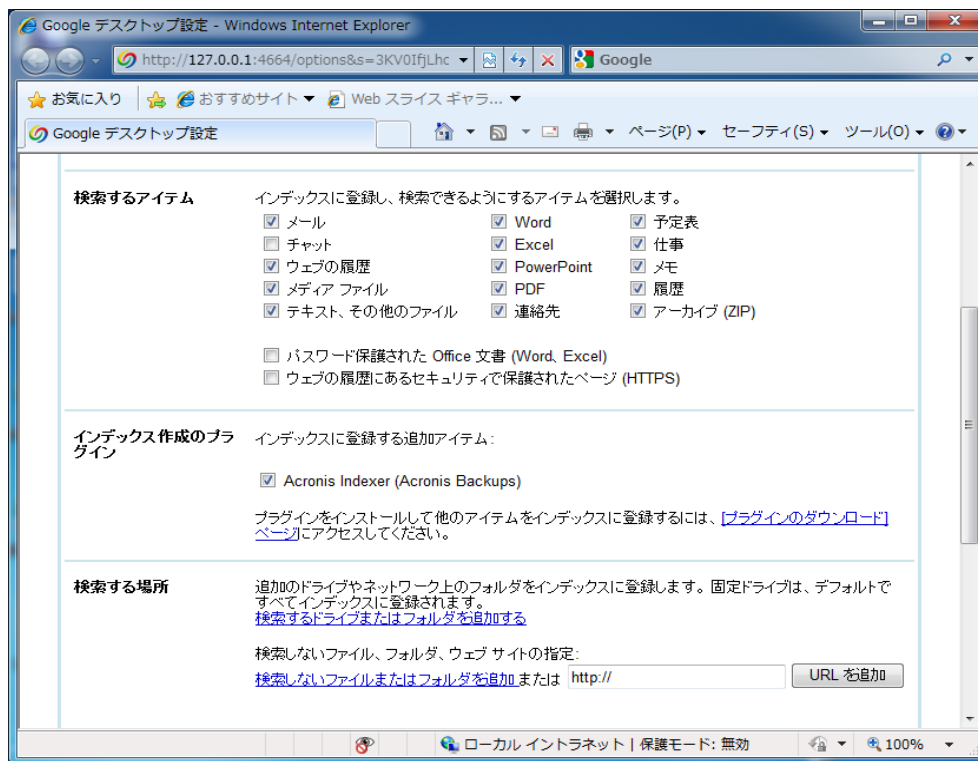 Google デスクトップ設定 - Windows Internet Explorer
http://127.0.0.1:4664/options&s=3KV0IfjLhc
Google
お気に入り おすすめサイト Web スライス ギャラ...
Google デスクトップ設定 ページ(P) セーフティ(S) ツール(O)
検索するアイテム インデックスに登録し、検索できるようにするアイテムを選択します。
メール Word 予定表
チャット Excel 仕事
ウェブの履歴 PowerPoint メモ
メディア ファイル PDF 履歴
テキスト、その他のファイル 連絡先 アーカイブ (ZIP)
パスワード保護された Office 文書 (Word、Excel)
ウェブの履歴にあるセキュリティで保護されたページ (HTTPS)
インデックス作成のプラ
グイン
インデックスに登録する追加アイテム:
Acronis Indexer (Acronis Backups)
プラグインをインストールして他のアイテムをインデックスに登録するには、[プラグインのダウンロード]
ページにアクセスしてください。
検索する場所 追加のドライブやネットワーク上のフォルダをインデックスに登録します。固定ドライブは、デフォルトで
すべてインデックスに登録されます。
検索するドライブまたはフォルダを追加する
検索しないファイル、フォルダ、ウェブ サイトの指定:
検索しないファイルまたはフォルダを追加 または http:// URL を追加
ローカル イントラネット | 保護モード: 無効 100%